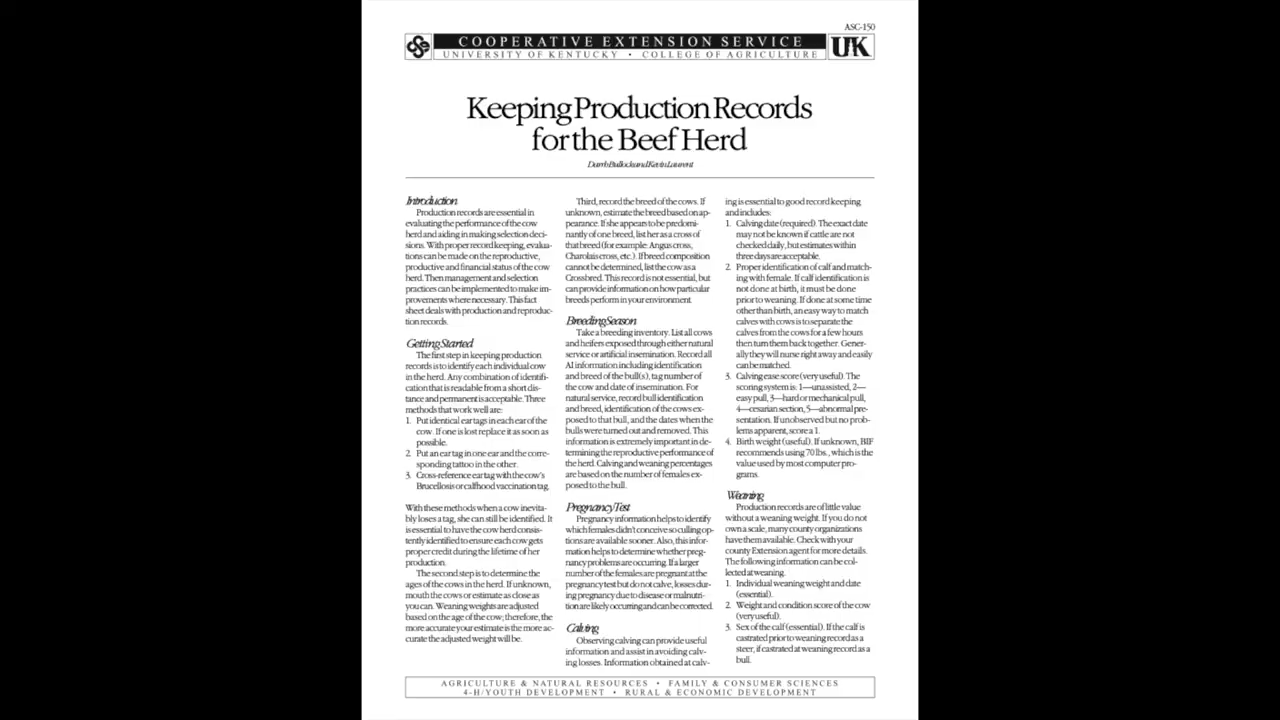 ASC-150
COOPERATIVE EXTENSION SERVICE
UNIVERSITY OF KENTUCKY • COLLEGE OF AGRICULTURE
UK
Keeping Production Records
for the Beef Herd
Darrh Bullock and Kevin Laurent
Introduction
Production records are essential in
evaluating the performance of the cow
herd and aiding in making selection deci-
sions. With proper record keeping, evalua-
tions can be made on the reproductive,
productive and financial status of the cow
herd. Then management and selection
practices can be implemented to make im-
provements where necessary. This fact
sheet deals with production and reproduc-
tion records.
Getting Started
The first step in keeping production
records is to identify each individual cow
in the herd. Any combination of identifi-
cation that is readable from a short dis-
tance and permanent is acceptable. Three
methods that work well are:
1. Put identical ear tags in each ear of the
cow. If one is lost replace it as soon as
possible.
2. Put an ear tag in one ear and the corre-
sponding tattoo in the other.
3. Cross-reference ear tag with the cow's
Brucellosis or calfhood vaccination tag.
With these methods when a cow inevita-
bly loses a tag, she can still be identified. It
is essential to have the cow herd consis-
tently identified to ensure each cow gets
proper credit during the lifetime of her
production.
The second step is to determine the
ages of the cows in the herd. If unknown,
mouth the cows or estimate as close as
you can. Weaning weights are adjusted
based on the age of the cow; therefore, the
more accurate your estimate is the more ac-
curate the adjusted weight will be.
Third, record the breed of the cows. If
unknown, estimate the breed based on ap-
pearance. If she appears to be predomi-
nantly of one breed, list her as a cross of
that breed (for example: Angus cross,
Charolais cross, etc.). If breed composition
cannot be determined, list the cow as a
Crossbred. This record is not essential, but
can provide information on how particular
breeds perform in your environment.
Breeding Season
Take a breeding inventory. List all cows
and heifers exposed through either natural
service or artificial insemination. Record all
AI information including identification
and breed of the bull(s), tag number of
the cow and date of insemination. For
natural service, record bull identification
and breed, identification of the cows ex-
posed to that bull, and the dates when the
bulls were turned out and removed. This
information is extremely important in de-
termining the reproductive performance of
the herd. Calving and weaning percentages
are based on the number of females ex-
posed to the bull.
Pregnancy Test
Pregnancy information helps to identify
which females didn't conceive so culling op-
tions are available sooner. Also, this infor-
mation helps to determine whether preg-
nancy problems are occurring. If a larger
number of the females are pregnant at the
pregnancy test but do not calve, losses dur-
ing pregnancy due to disease or malnutri-
tion are likely occurring and can be corrected.
Calving
Observing calving can provide useful
information and assist in avoiding calv-
ing losses. Information obtained at calv-
ing is essential to good record keeping
and includes:
1. Calving date (required). The exact date
may not be known if cattle are not
checked daily, but estimates within
three days are acceptable.
2. Proper identification of calf and match-
ing with female. If calf identification is
not done at birth, it must be done
prior to weaning. If done at some time
other than birth, an easy way to match
calves with cows is to separate the
calves from the cows for a few hours
then turn them back together. Gener-
ally they will nurse right away and easily
can be matched.
3. Calving ease score (very useful). The
scoring system is: 1—unassisted, 2—
easy pull, 3—hard or mechanical pull,
4—cesarian section, 5—abnormal pre-
sentation. If unobserved but no prob-
lems apparent, score a 1.
4. Birth weight (useful). If unknown, BIF
recommends using 70 lbs., which is the
value used by most computer pro-
grams.
Weaning
Production records are of little value
without a weaning weight. If you do not
own a scale, many county organizations
have them available. Check with your
county Extension agent for more details.
The following information can be col-
lected at weaning.
1. Individual weaning weight and date
(essential).
2. Weight and condition score of the cow
(very useful).
3. Sex of the calf (essential). If the calf is
castrated prior to weaning record as a
steer, if castrated at weaning record as a
bull.
AGRICULTURE & NATURAL RESOURCES • FAMILY & CONSUMER SCIENCES
4-H/YOUTH DEVELOPMENT • RURAL & ECONOMIC DEVELOPMENT